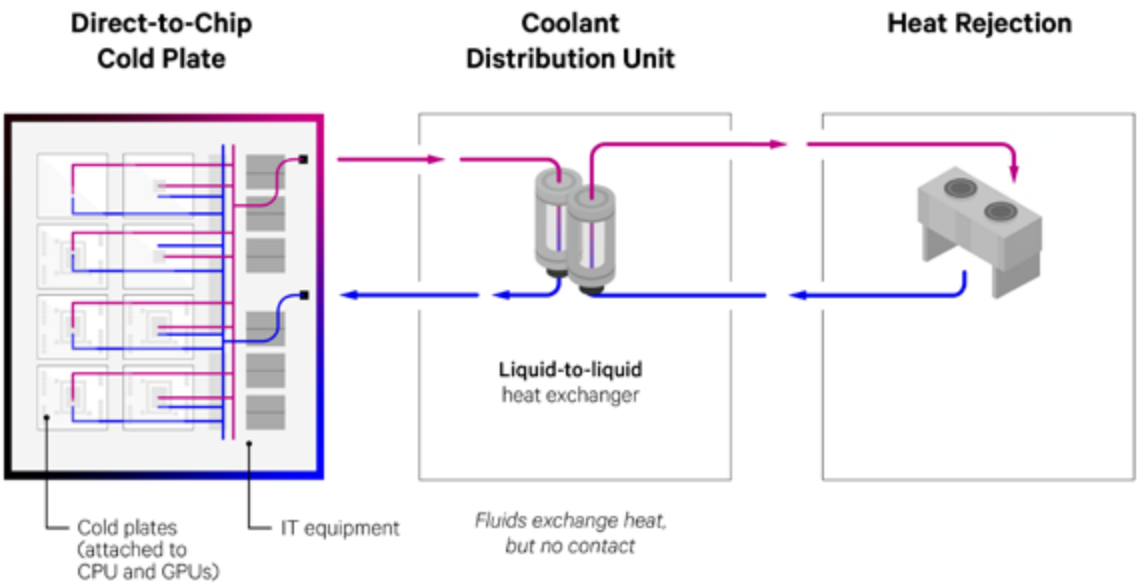 Direct-to-Chip
Cold Plate
Coolant
Distribution Unit
Heat Rejection
Liquid-to-liquid
heat exchanger
Cold plates
(attached to
CPU and GPUs)
IT equipment
Fluids exchange heat,
but no contact